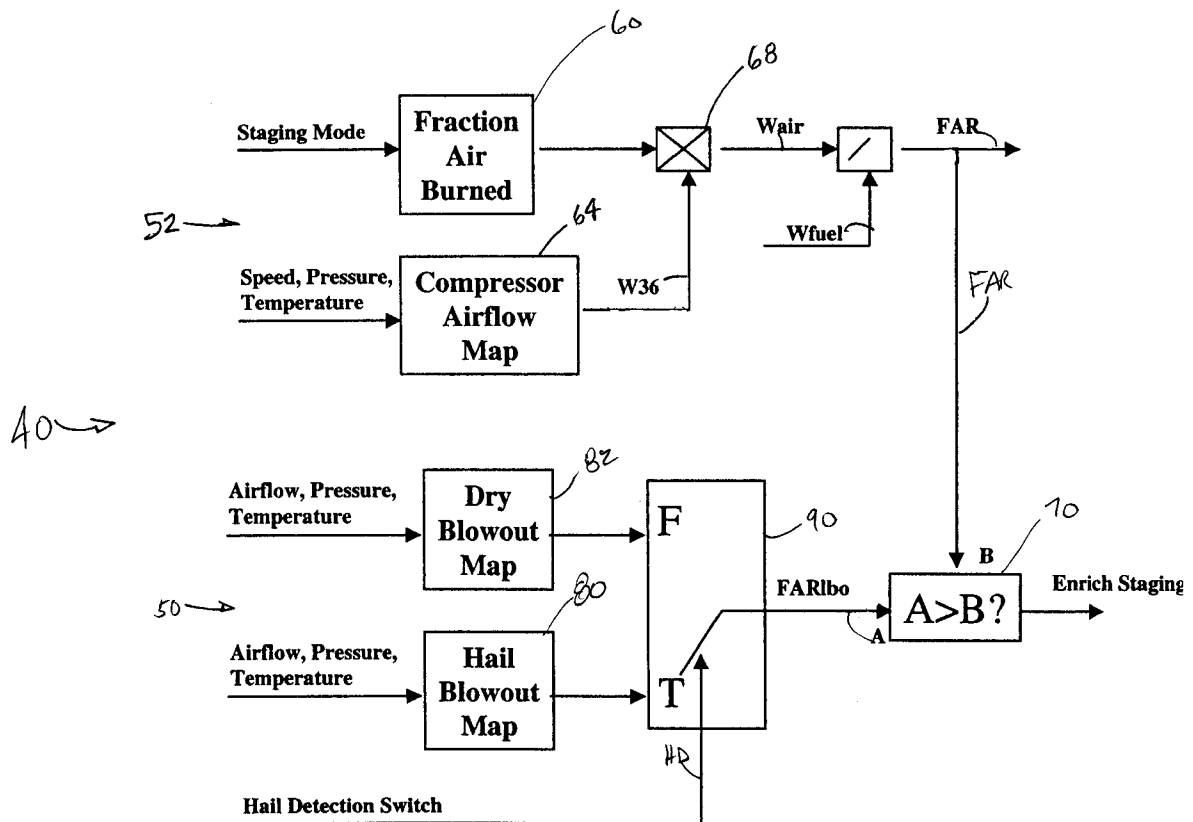 60
68
Staging Mode
Fraction
Air
Burned
Wair
/
FAR
52
64
Wfuel
Speed, Pressure,
Temperature
Compressor
Airflow
Map
W36
FAR
40
82
Airflow, Pressure,
Temperature
Dry
Blowout
Map
F
90
70
B
FARlbo
A>B?
Enrich Staging
A
50
80
Airflow, Pressure,
Temperature
Hail
Blowout
Map
T
HD
Hail Detection Switch